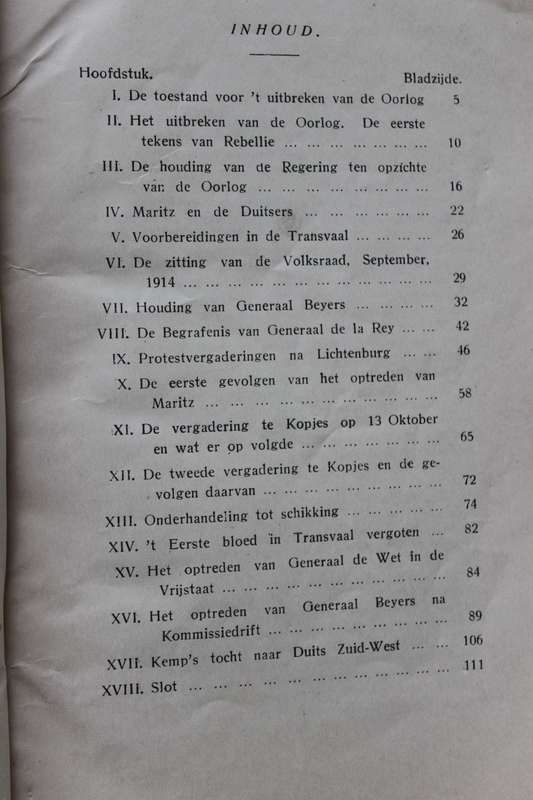 INHOUD.
Hoofdstuk. Bladzijde.
I. De toestand voor 't uitbreken van de Oorlog 5
II. Het uitbreken van de Oorlog. De eerste
tekens van Rebellie ... ... ... ... ... ... ... 10
III. De houding van de Regering ten opzichte
van de Oorlog ... ... ... ... ... ... ... ... 16
IV. Maritz en de Duitsers ... ... ... ... ... ... 22
V. Voorbereidingen in de Transvaal ... ... ... ... 26
VI. De zitting van de Volksraad, September,
1914 ... ... ... ... ... ... ... ... ... ... ... 29
VII. Houding van Generaal Beyers ... ... ... ... 32
VIII. De Begrafenis van Generaal de la Rey ... ... 42
IX. Protestvergaderingen na Lichtenburg ... ... 46
X. De eerste gevolgen van het optreden van
Maritz ... ... ... ... ... ... ... ... ... ... 58
XI. De vergadering te Kopjes op 13 Oktober
en wat er op volgde ... ... ... ... ... ... ... 65
XII. De tweede vergadering te Kopjes en de ge-
volgen daarvan ... ... ... ... ... ... ... ... 72
XIII. Onderhandeling tot schikking ... ... ... ... ... 74
XIV. 't Eerste bloed in Transvaal vergoten ... 82
XV. Het optreden van Generaal de Wet in de
Vrijstaat ... ... ... ... ... ... ... ... ... ... 84
XVI. Het optreden van Generaal Beyers na
Kommissiedrift ... ... ... ... ... ... ... ... ... 89
XVII. Kemp's tocht naar Duits Zuid-West ... ... 106
XVIII. Slot ... ... ... ... ... ... ... ... ... ... ... 111